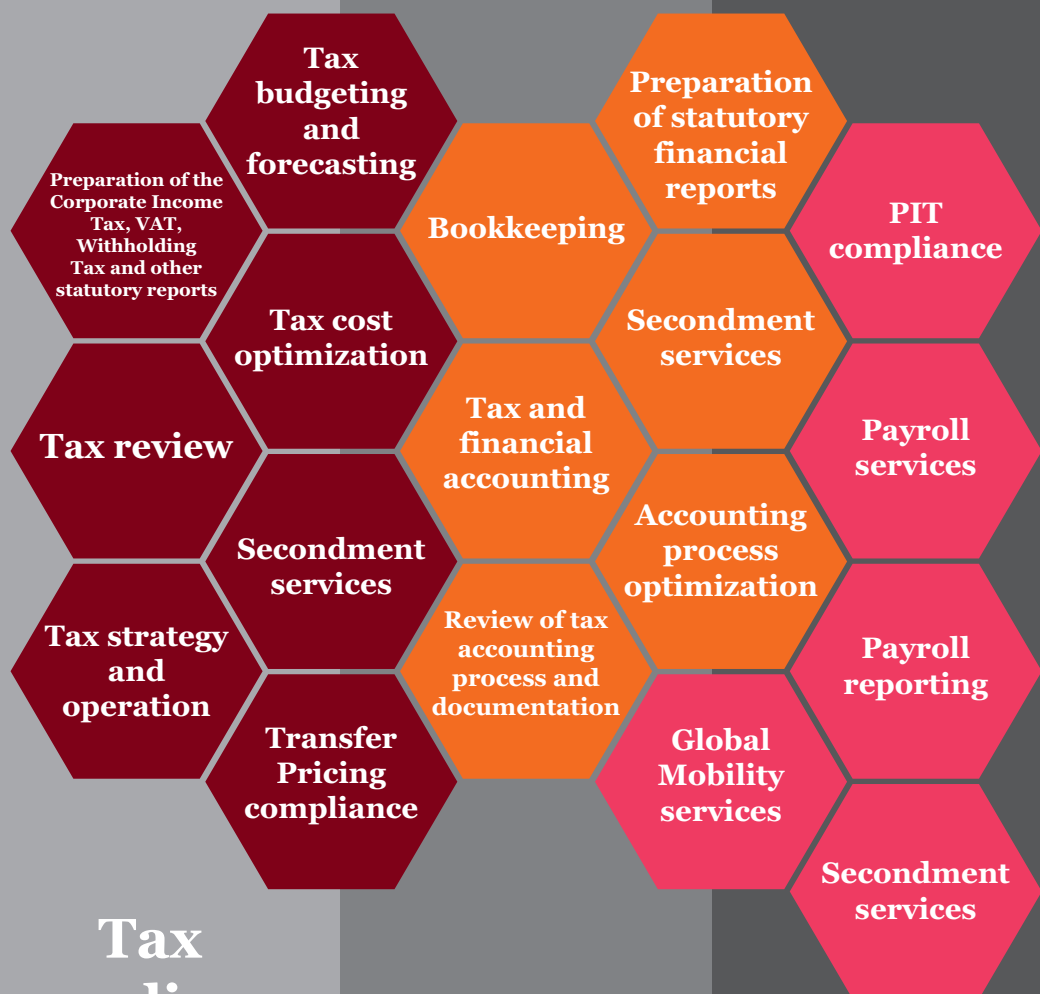 Tax
budgeting
and
forecasting
Preparation
of statutory
financial
reports
Preparation of the
Corporate Income
Tax, VAT,
Withholding
Tax and other
statutory reports
Bookkeeping
PIT
compliance
Tax cost
optimization
Secondment
services
Tax review
Tax and
financial
accounting
Payroll
services
Secondment
services
Accounting
process
optimization
Tax strategy
and
operation
Review of tax
accounting
process and
documentation
Payroll
reporting
Transfer
Pricing
compliance
Global
Mobility
services
Secondment
services
Tax